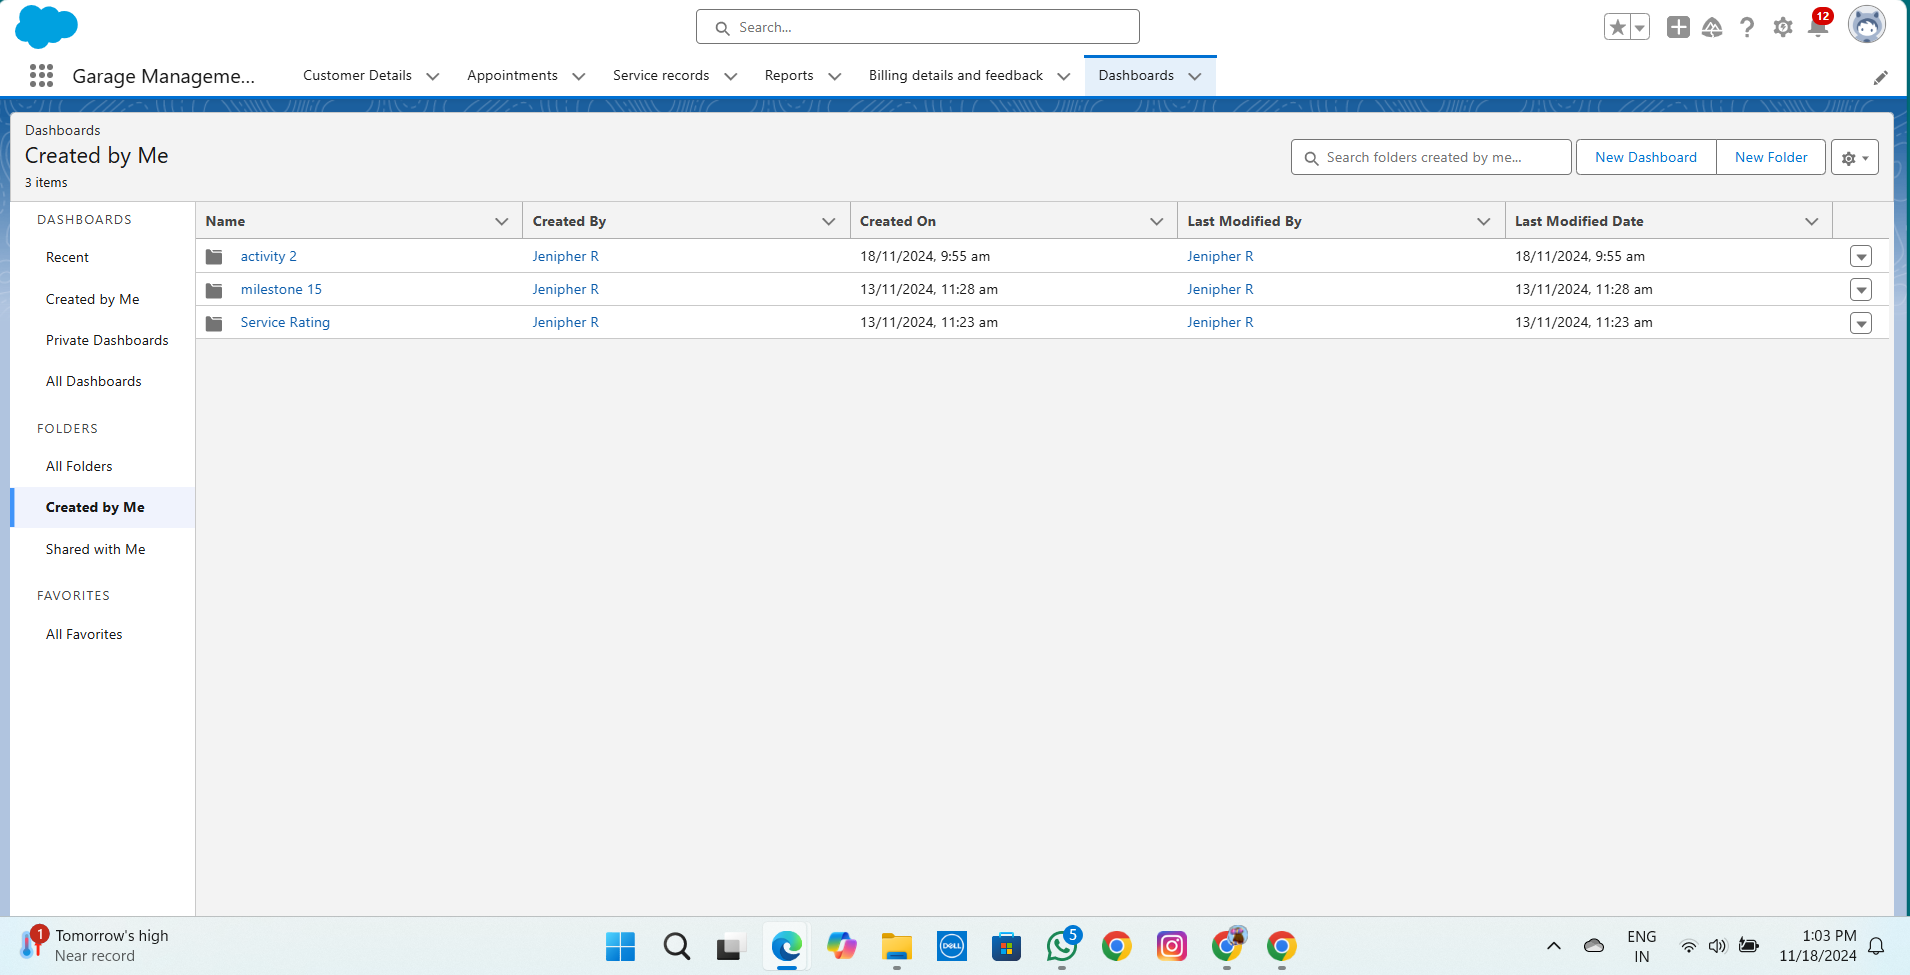 Search...
12
Garage Manageme...
Customer Details
Appointments
Service records
Reports
Billing details and feedback
Dashboards
Dashboards
Created by Me
3 items
Search folders created by me...
New Dashboard
New Folder
DASHBOARDS
Recent
Created by Me
Private Dashboards
All Dashboards
FOLDERS
All Folders
Created by Me
Shared with Me
FAVORITES
All Favorites
Name Created By Created On Last Modified By Last Modified Date
activity 2 Jenipher R 18/11/2024, 9:55 am Jenipher R 18/11/2024, 9:55 am
milestone 15 Jenipher R 13/11/2024, 11:28 am Jenipher R 13/11/2024, 11:28 am
Service Rating Jenipher R 13/11/2024, 11:23 am Jenipher R 13/11/2024, 11:23 am
1
Tomorrow's high
Near record
DELL
5
ENG
IN
1:03 PM
11/18/2024